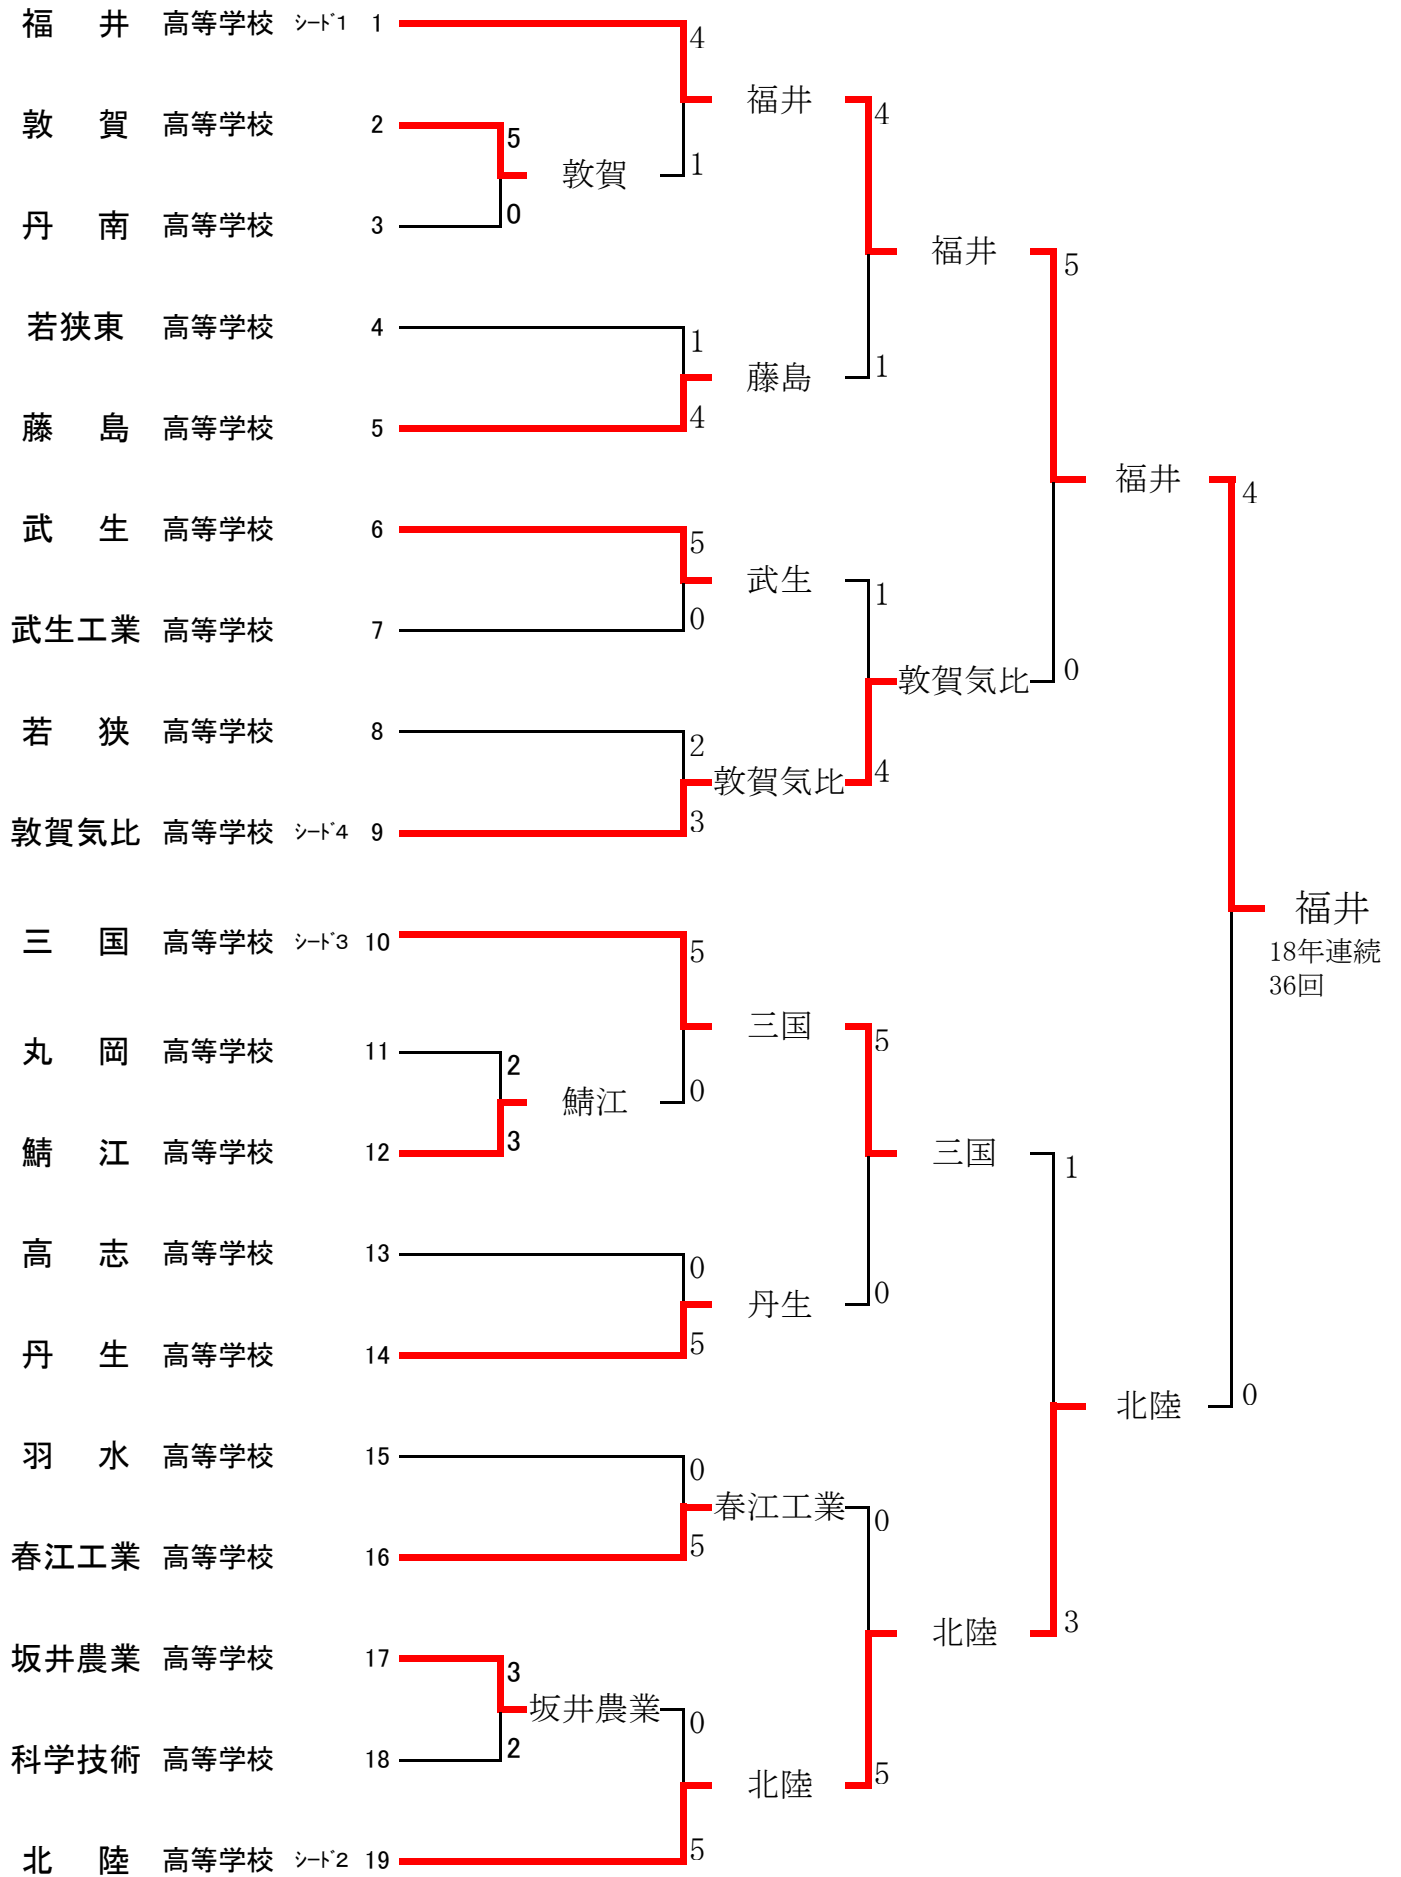 福 井 高等学校 ｼｰﾄﾞ1 1
4
福井
4
敦 賀 高等学校 2
5
敦賀
1
丹 南 高等学校 3
0
福井
5
若狭東 高等学校 4
1
藤島
1
藤 島 高等学校 5
4
福井
4
武 生 高等学校 6
5
武生
1
武生工業 高等学校 7
0
敦賀気比
0
若 狭 高等学校 8
2
敦賀気比
4
敦賀気比 高等学校 ｼｰﾄﾞ4 9
3
福井
18年連続
36回
三 国 高等学校 ｼｰﾄﾞ3 10
5
三国
5
丸 岡 高等学校 11
2
鯖江
0
鯖 江 高等学校 12
3
三国
1
高 志 高等学校 13
0
丹生
0
丹 生 高等学校 14
5
北陸
0
羽 水 高等学校 15
0
春江工業
0
春江工業 高等学校 16
5
北陸
3
坂井農業 高等学校 17
3
坂井農業
0
科学技術 高等学校 18
2
北陸
5
北 陸 高等学校 ｼｰﾄﾞ2 19
5